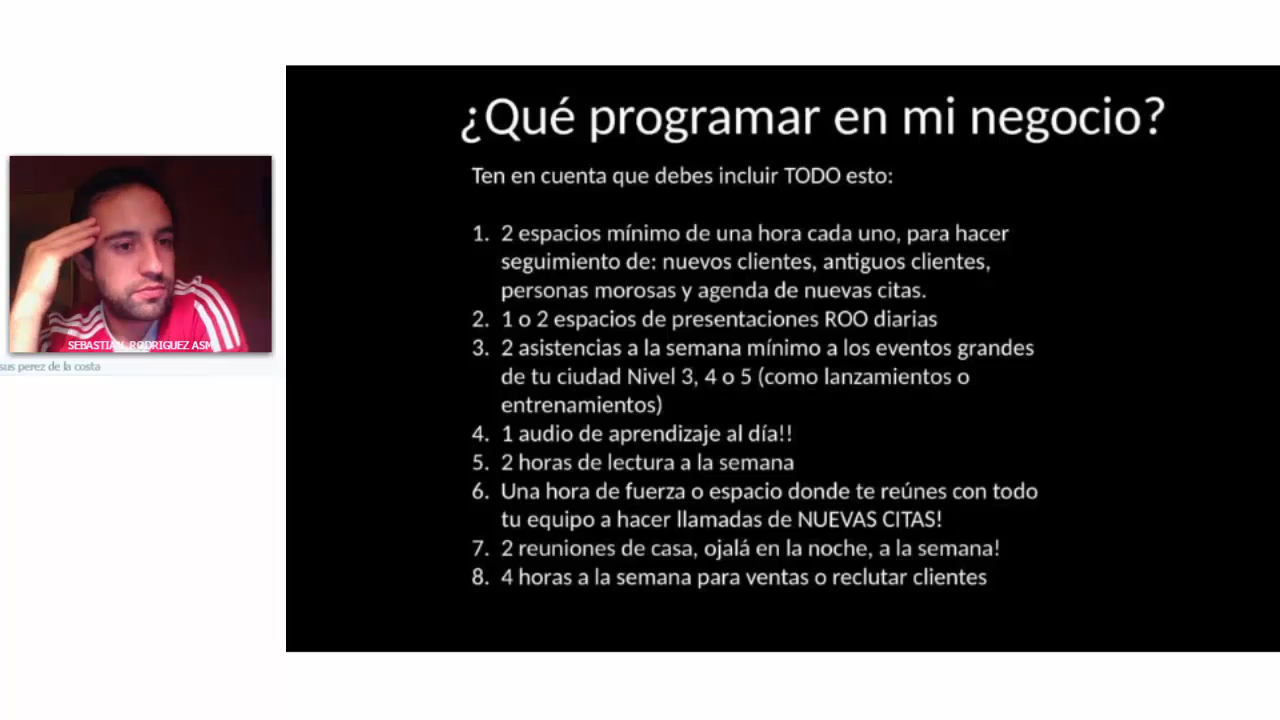 ¿Qué programar en mi negocio?
Ten en cuenta que debes incluir TODO esto:
1. 2 espacios mínimo de una hora cada uno, para hacer
seguimiento de: nuevos clientes, antiguos clientes,
personas morosas y agenda de nuevas citas.
2. 1 o 2 espacios de presentaciones ROO diarias
3. 2 asistencias a la semana mínimo a los eventos grandes
de tu ciudad Nivel 3, 4 o 5 (como lanzamientos o
entrenamientos)
4. 1 audio de aprendizaje al día!!
5. 2 horas de lectura a la semana
6. Una hora de fuerza o espacio donde te reúnes con todo
tu equipo a hacer llamadas de NUEVAS CITAS!
7. 2 reuniones de casa, ojalá en la noche, a la semana!
8. 4 horas a la semana para ventas o reclutar clientes
SEBASTIAN RODRIGUEZ ASM
sus perez de la costa